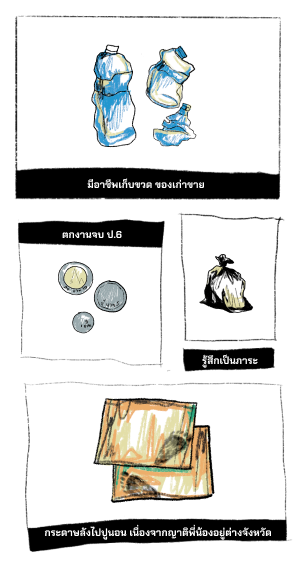 มีอาชีพเก็บขวด ของเก่าขาย
ตกงานจบ ป.6
รู้สึกเป็นภาระ
กระดาษลังไปปูนอน เนื่องจากญาติพี่น้องอยู่ต่างจังหวัด